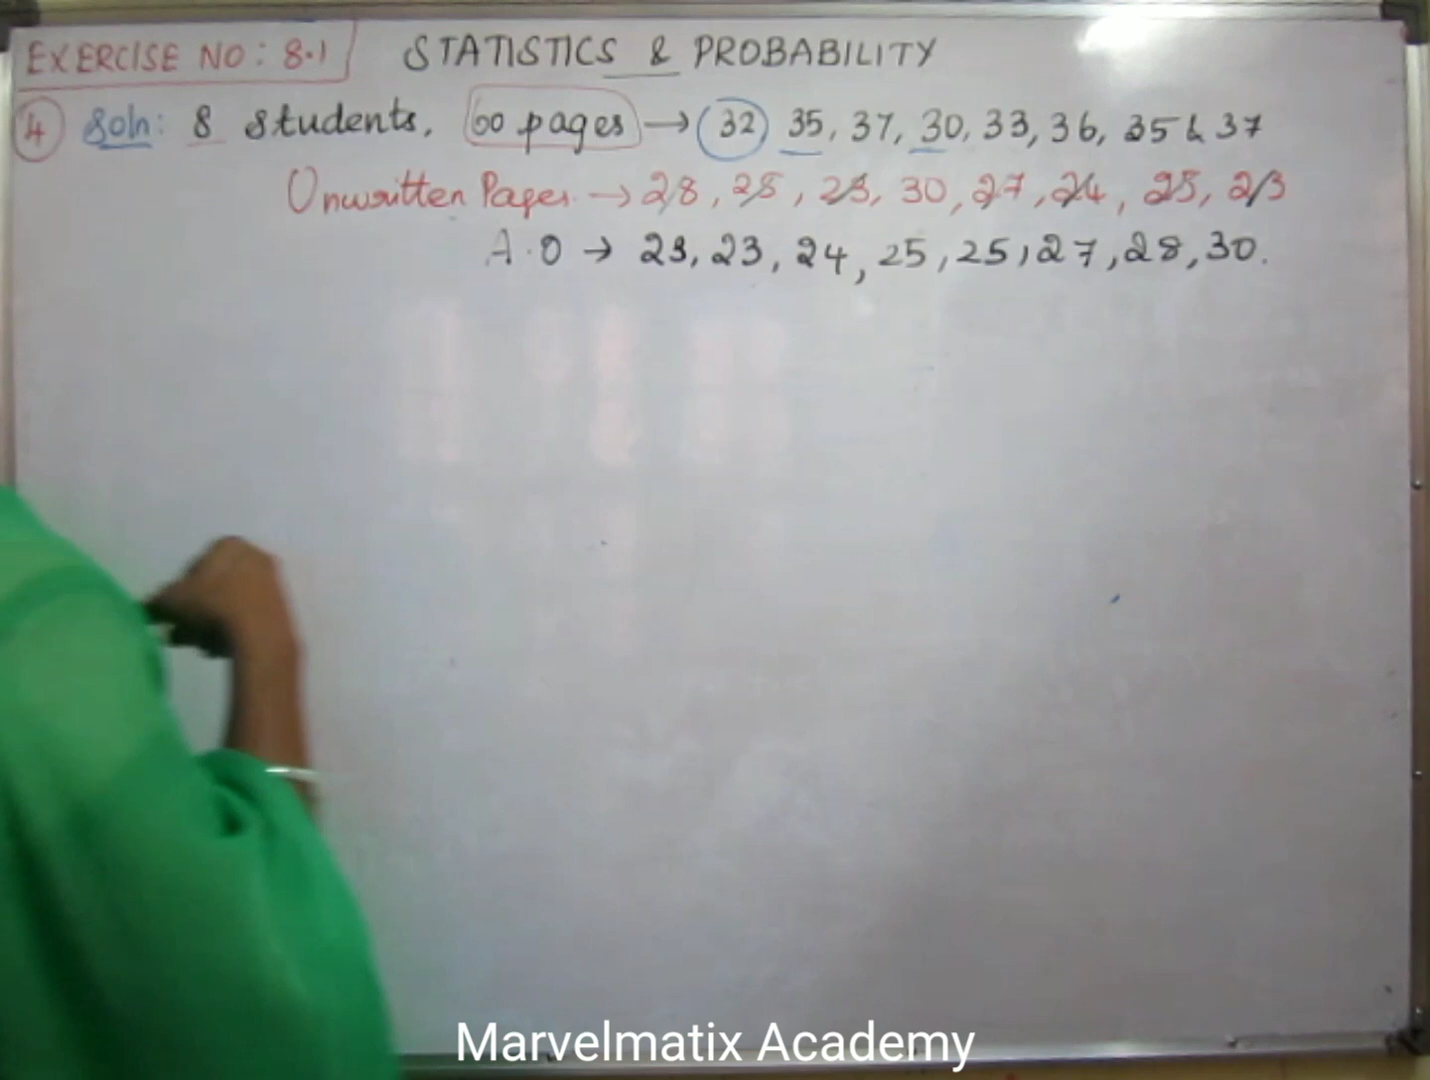 EXERCISE NO: 8.1 STATISTICS & PROBABILITY
4 Soln: 8 Students, 60 pages → 32 35, 37, 30, 33, 36, 35 & 37
Unwritten Pages → 28, 25, 23, 30, 27, 24, 25, 23
A.O → 23, 23, 24, 25, 25, 27, 28, 30.
Marvelmatix Academy